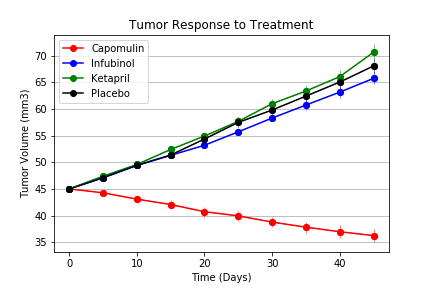 Tumor Response to Treatment
Capomulin
Infubinol
Ketapril
Placebo
Tumor Volume (mm3)
70
65
60
55
50
45
40
35
0 10 20 30 40
Time (Days)